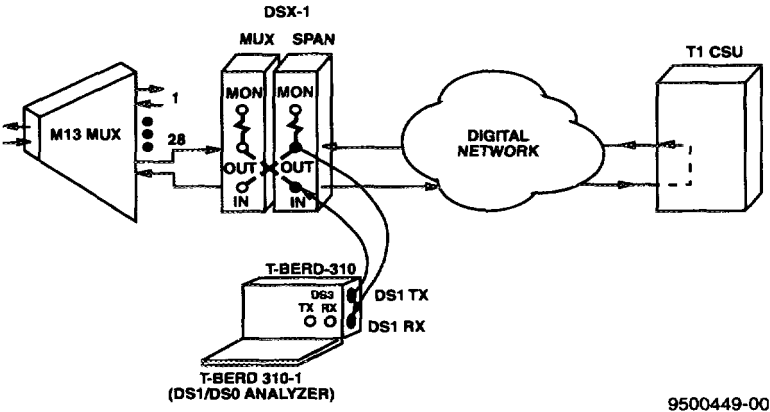 DSX-1
MUX SPAN
T1 CSU
MON MON
1
M13 MUX
28
OUT OUT
DIGITAL
NETWORK
IN IN
T-BERD-310
DS3
TX RX
DS1 TX
DS1 RX
T-BERD 310-1
(DS1/DS0 ANALYZER)
9500449-00